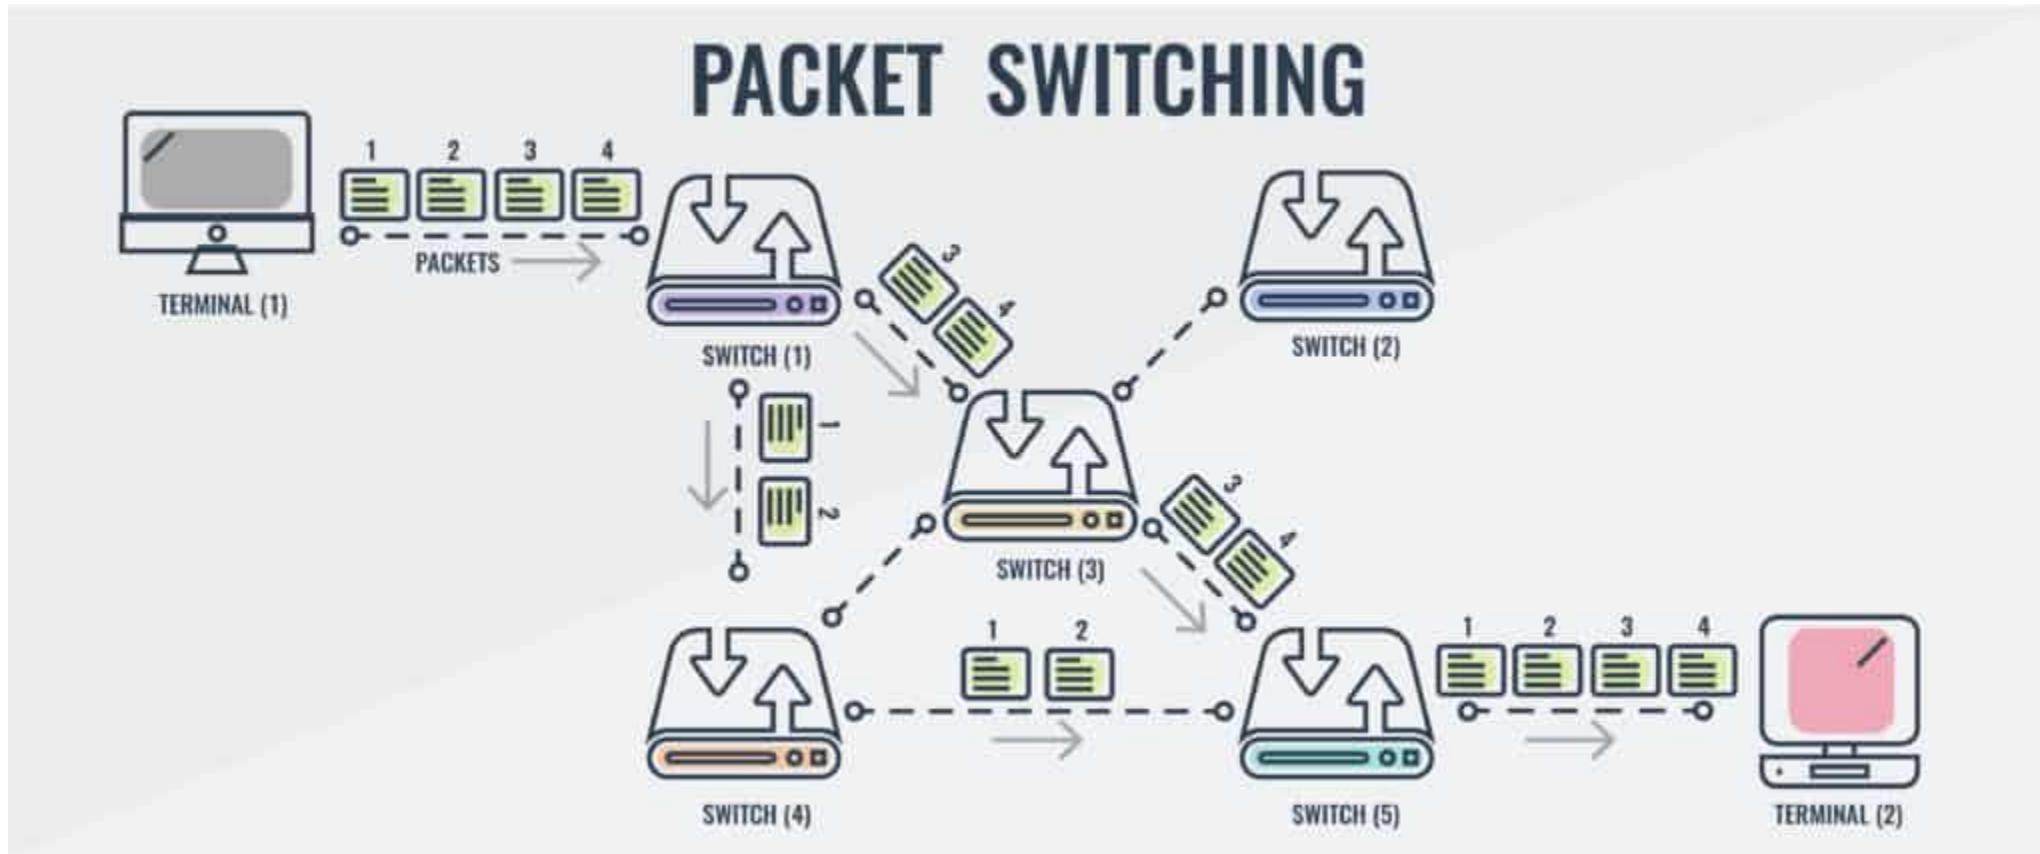 PACKET SWITCHING
1 2 3 4
PACKETS
TERMINAL (1)
SWITCH (1)
3
4
SWITCH (2)
1
2
SWITCH (3)
3
4
SWITCH (4)
1 2
SWITCH (5)
1 2 3 4
TERMINAL (2)